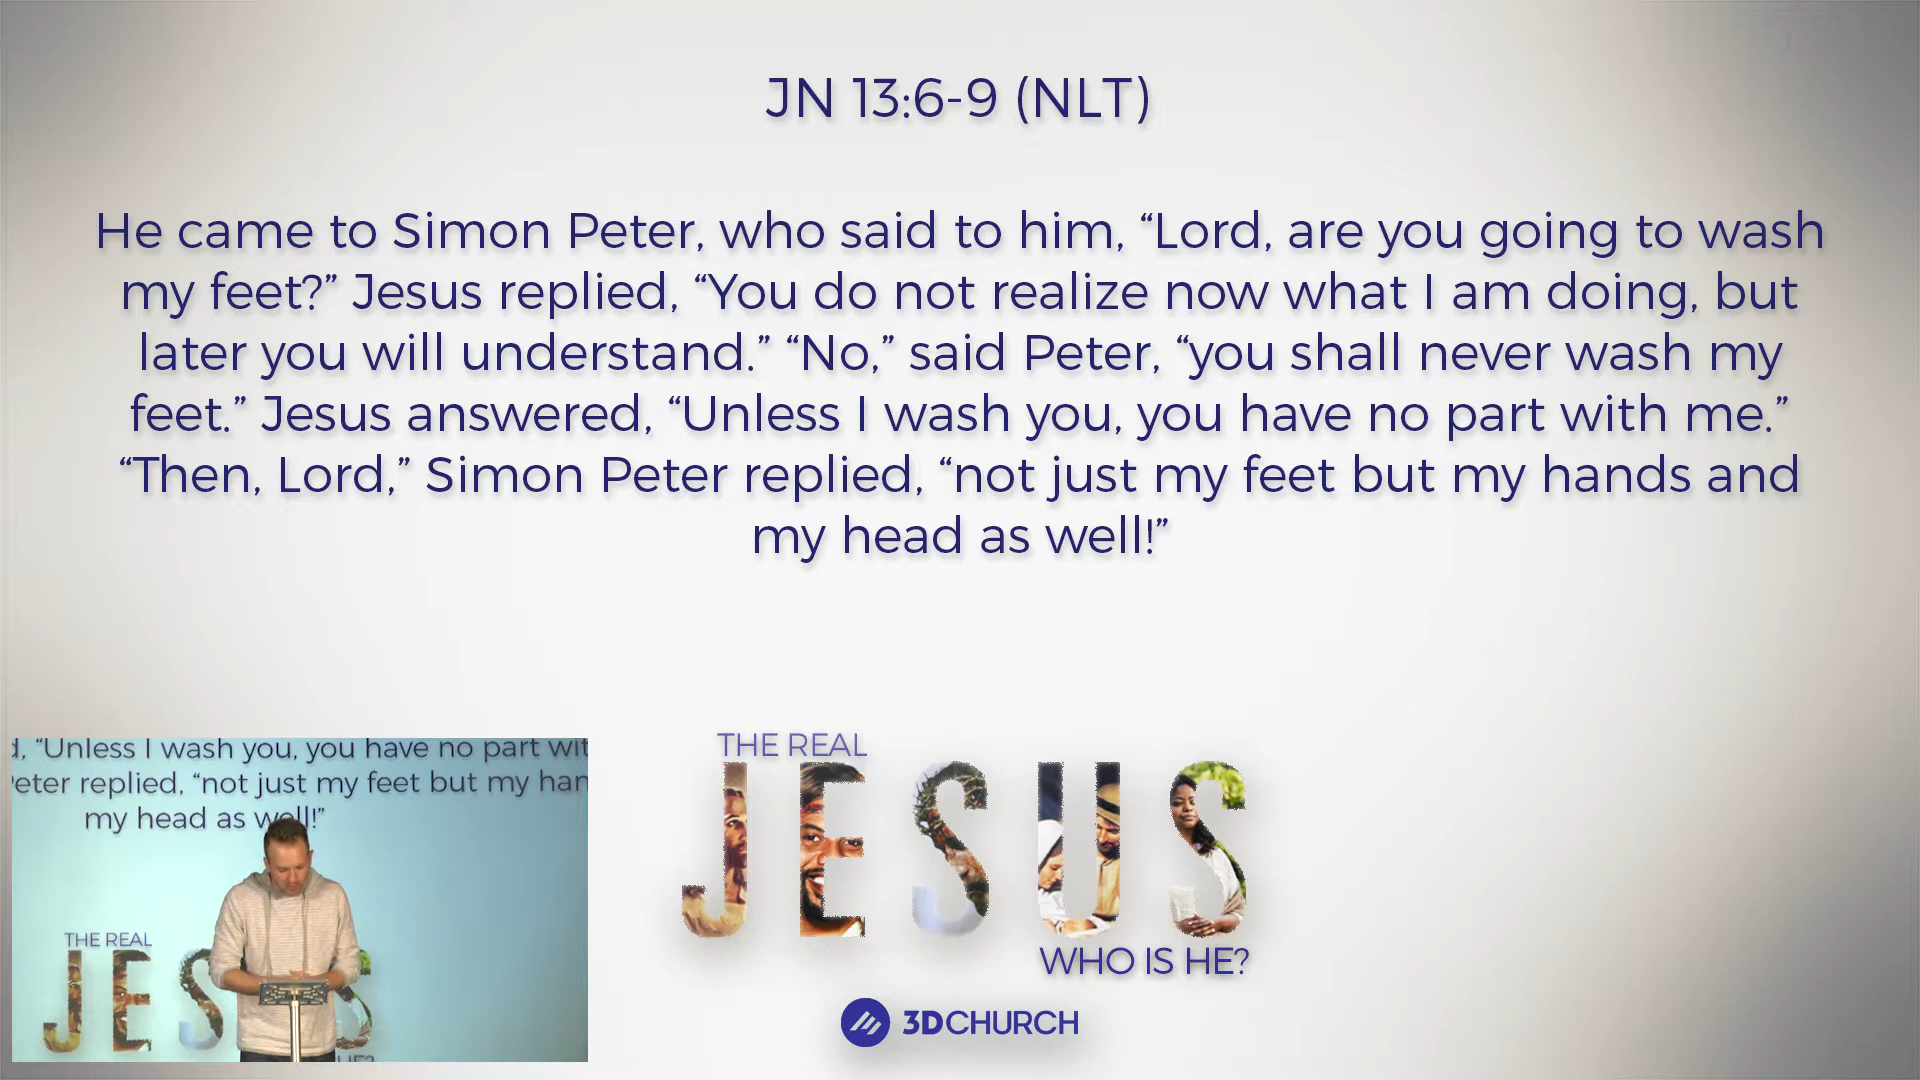 JN 13:6-9 (NLT)
He came to Simon Peter, who said to him, “Lord, are you going to wash
my feet?” Jesus replied, “You do not realize now what I am doing, but
later you will understand.” “No,” said Peter, “you shall never wash my
feet.” Jesus answered, “Unless I wash you, you have no part with me.”
“Then, Lord,” Simon Peter replied, “not just my feet but my hands and
my head as well!”
d, “Unless I wash you, you have no part wit
eter replied, “not just my feet but my han
my head as well!”
THE REAL
JES S
HE?
THE REAL
JESUS
WHO IS HE?
3DCHURCH